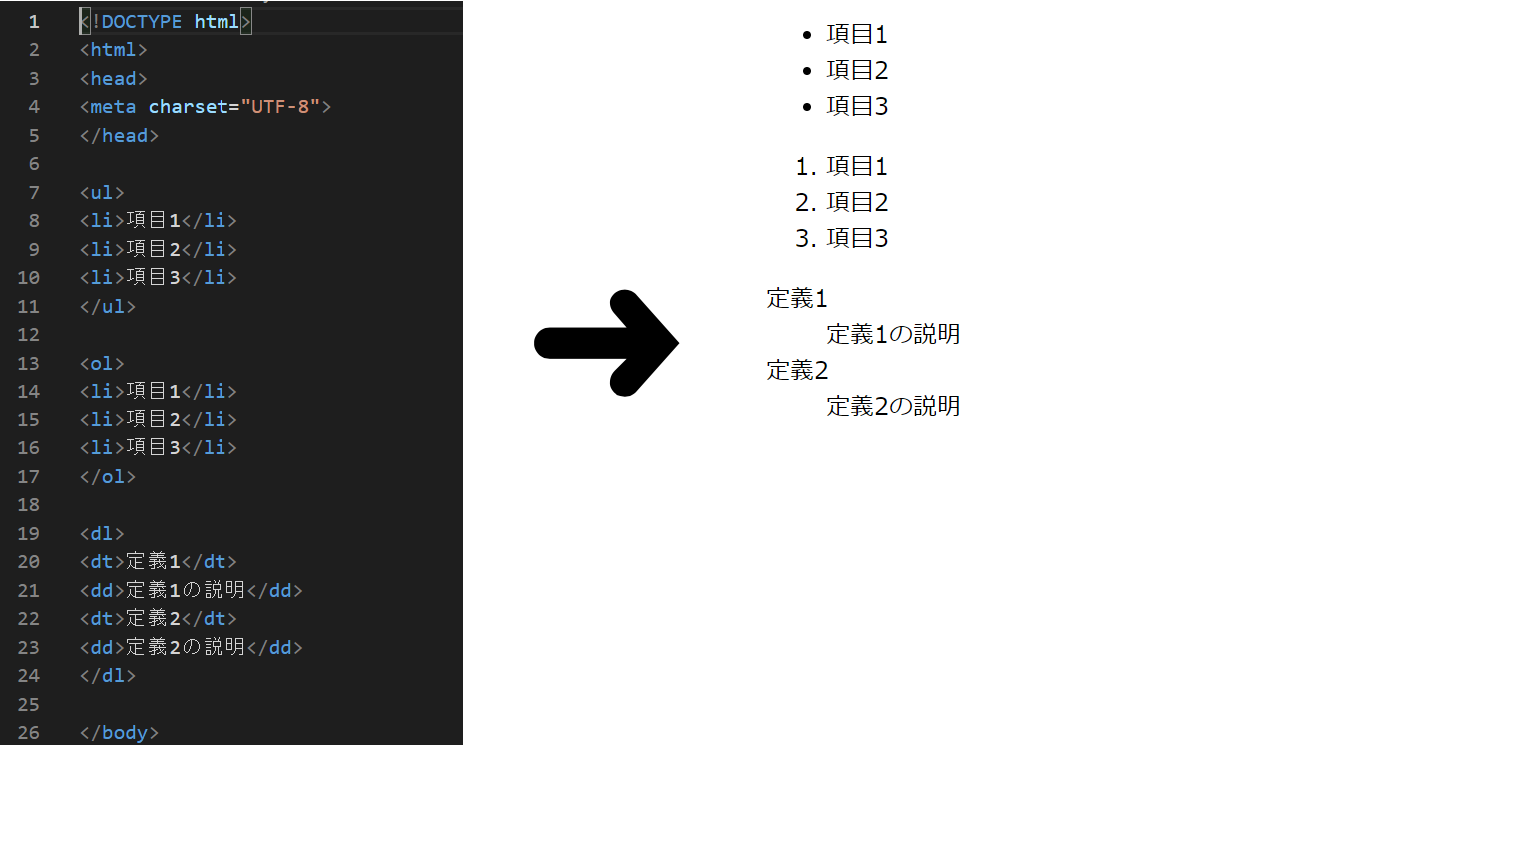 1 <!DOCTYPE html>
2 <html>
3 <head>
4 <meta charset="UTF-8">
5 </head>
6
7 <ul>
8 <li>項目1</li>
9 <li>項目2</li>
10 <li>項目3</li>
11 </ul>
12
13 <ol>
14 <li>項目1</li>
15 <li>項目2</li>
16 <li>項目3</li>
17 </ol>
18
19 <dl>
20 <dt>定義1</dt>
21 <dd>定義1の説明</dd>
22 <dt>定義2</dt>
23 <dd>定義2の説明</dd>
24 </dl>
25
26 </body>
• 項目1
• 項目2
• 項目3
1. 項目1
2. 項目2
3. 項目3
定義1
定義1の説明
定義2
定義2の説明